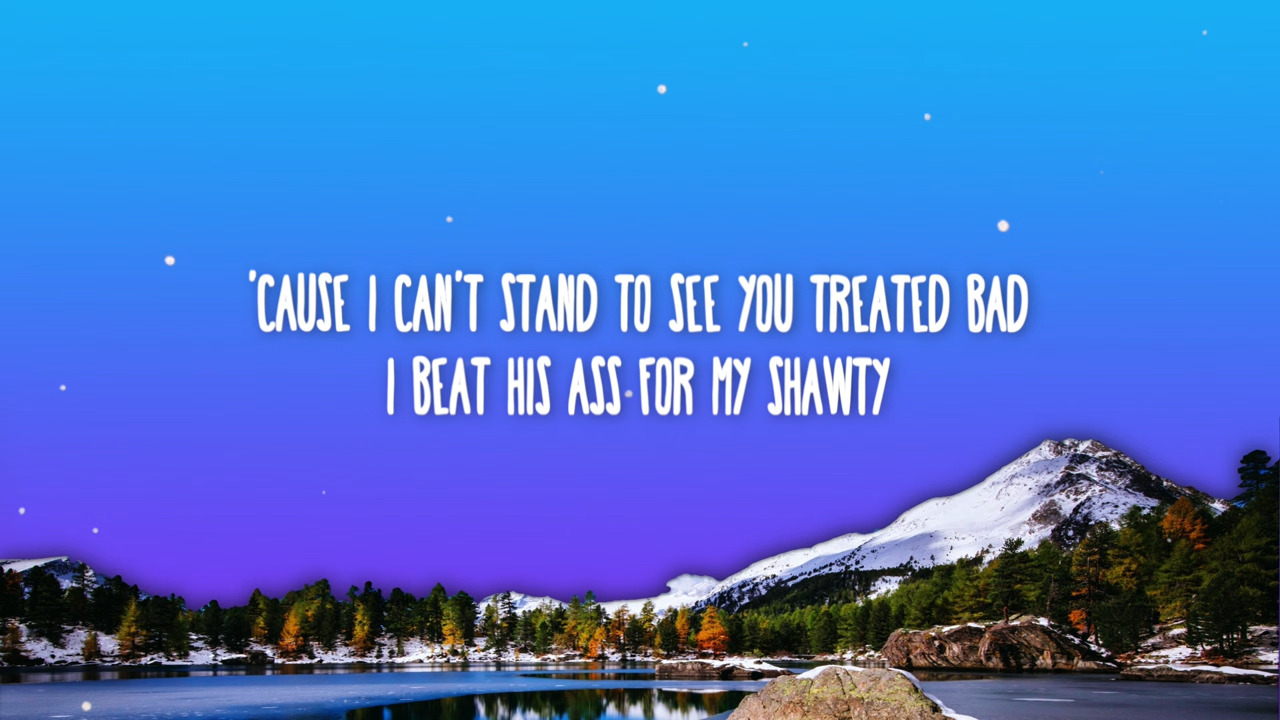 'CAUSE I CAN'T STAND TO SEE YOU TREATED BAD
I BEAT HIS ASS FOR MY SHAWTY